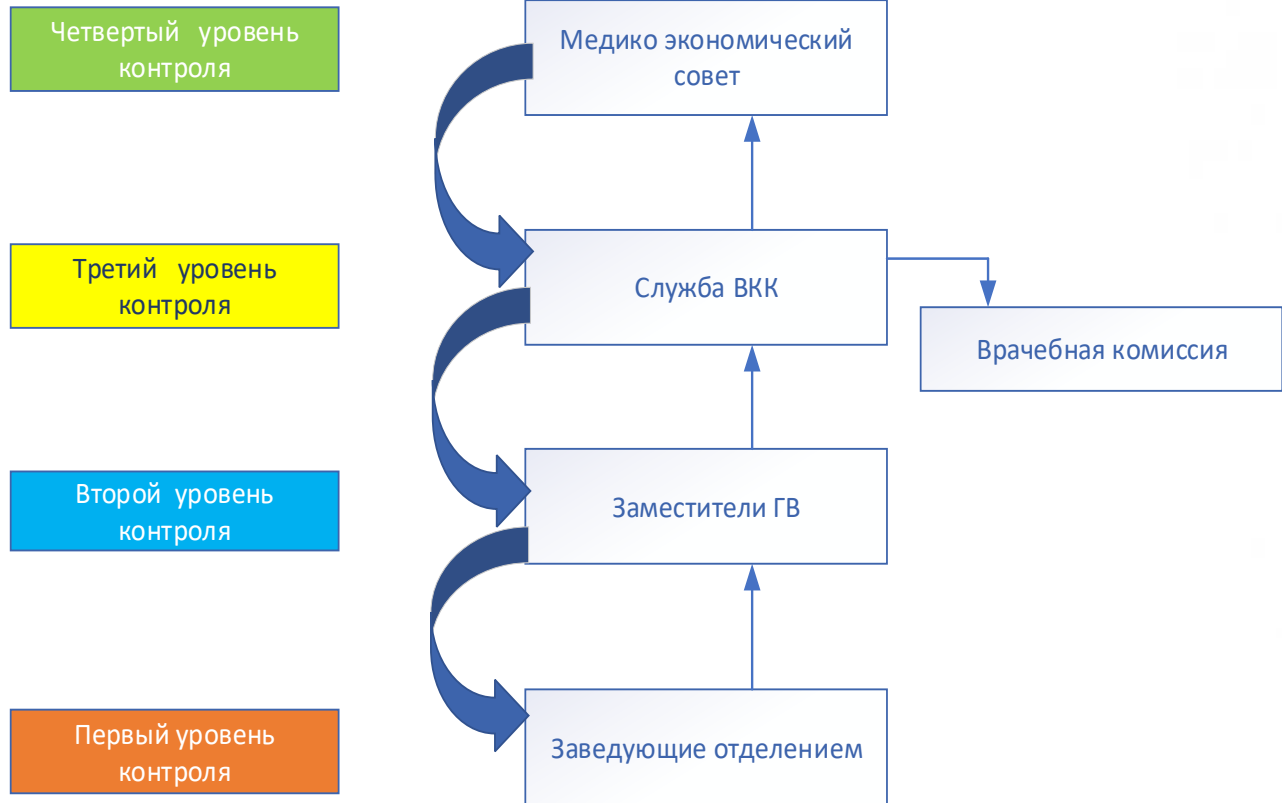 Четвертый уровень
контроля
Медико экономический
совет
Третий уровень
контроля
Служба ВКК
Врачебная комиссия
Второй уровень
контроля
Заместители ГВ
Первый уровень
контроля
Заведующие отделением